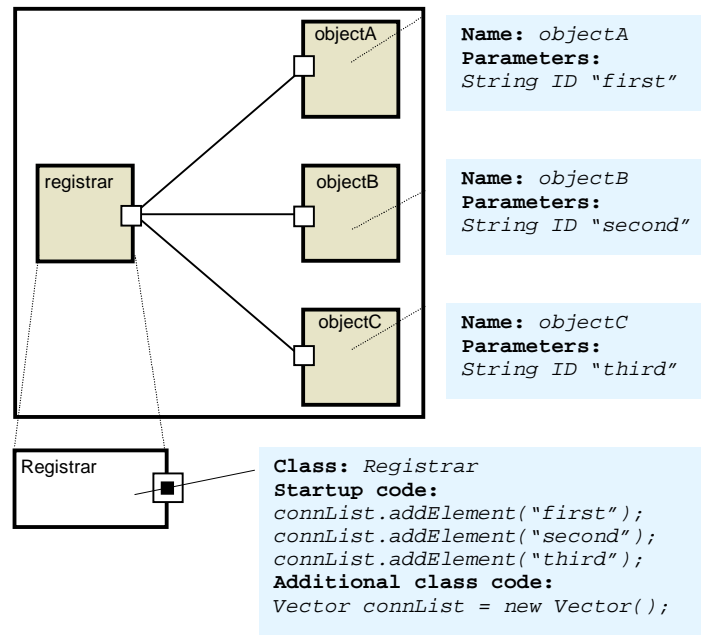 objectA
Name: objectA
Parameters:
String ID “first”
registrar
objectB
Name: objectB
Parameters:
String ID “second”
objectC
Name: objectC
Parameters:
String ID “third”
Registrar
Class: Registrar
Startup code:
connList.addElement(“first”);
connList.addElement(“second”);
connList.addElement(“third”);
Additional class code:
Vector connList = new Vector();